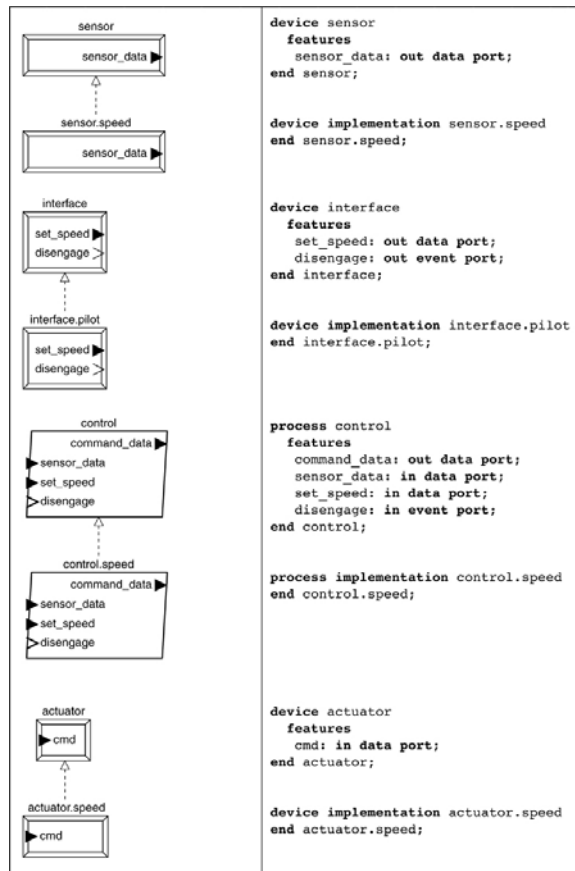 sensor
sensor_data
sensor.speed
sensor_data
interface
set_speed
disengage
interface.pilot
set_speed
disengage
control
command_data
sensor_data
set_speed
disengage
control.speed
command_data
sensor_data
set_speed
disengage
actuator
cmd
actuator.speed
cmd
device sensor
features
sensor_data: out data port;
end sensor;
device implementation sensor.speed
end sensor.speed;
device interface
features
set_speed: out data port;
disengage: out event port;
end interface;
device implementation interface.pilot
end interface.pilot;
process control
features
command_data: out data port;
sensor_data: in data port;
set_speed: in data port;
disengage: in event port;
end control;
process implementation control.speed
end control.speed;
device actuator
features
cmd: in data port;
end actuator;
device implementation actuator.speed
end actuator.speed;